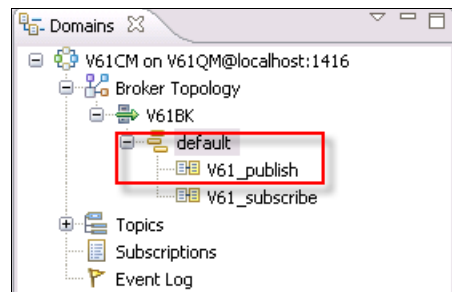 Domains
V61CM on V61QM@localhost:1416
Broker Topology
V61BK
default
V61_publish
V61_subscribe
Topics
Subscriptions
Event Log